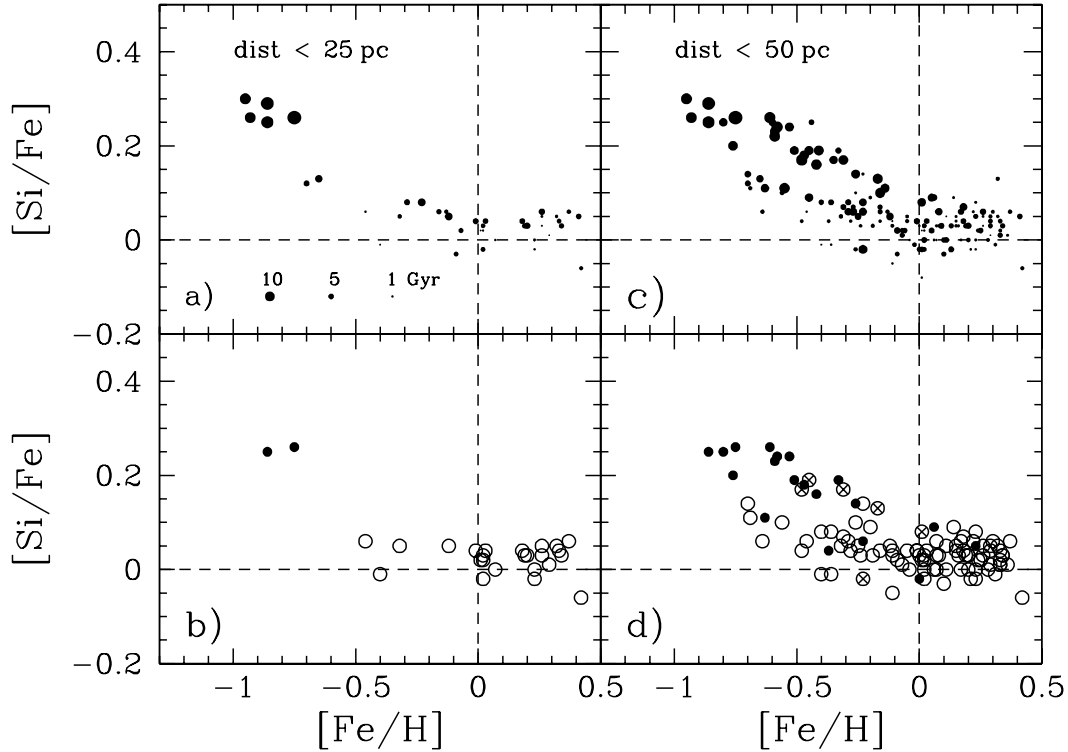 dist < 25 pc
dist < 50 pc
0.4
[Si/Fe]
0.2
0
10 5 1 Gyr
a)
c)
−0.2
0.4
[Si/Fe]
0.2
0
b)
d)
−0.2
−1 −0.5 0 0.5 −1 −0.5 0 0.5
[Fe/H] [Fe/H]